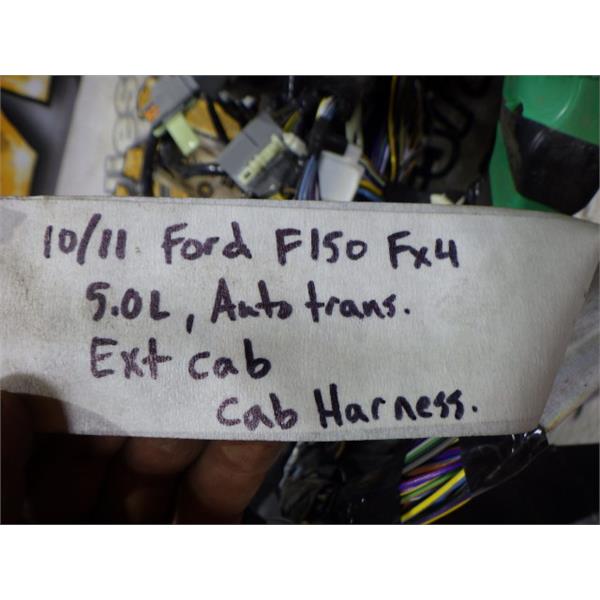 10/11 Ford F150 Fx4
5.0L, Auto trans.
Ext cab
Cab Harness.